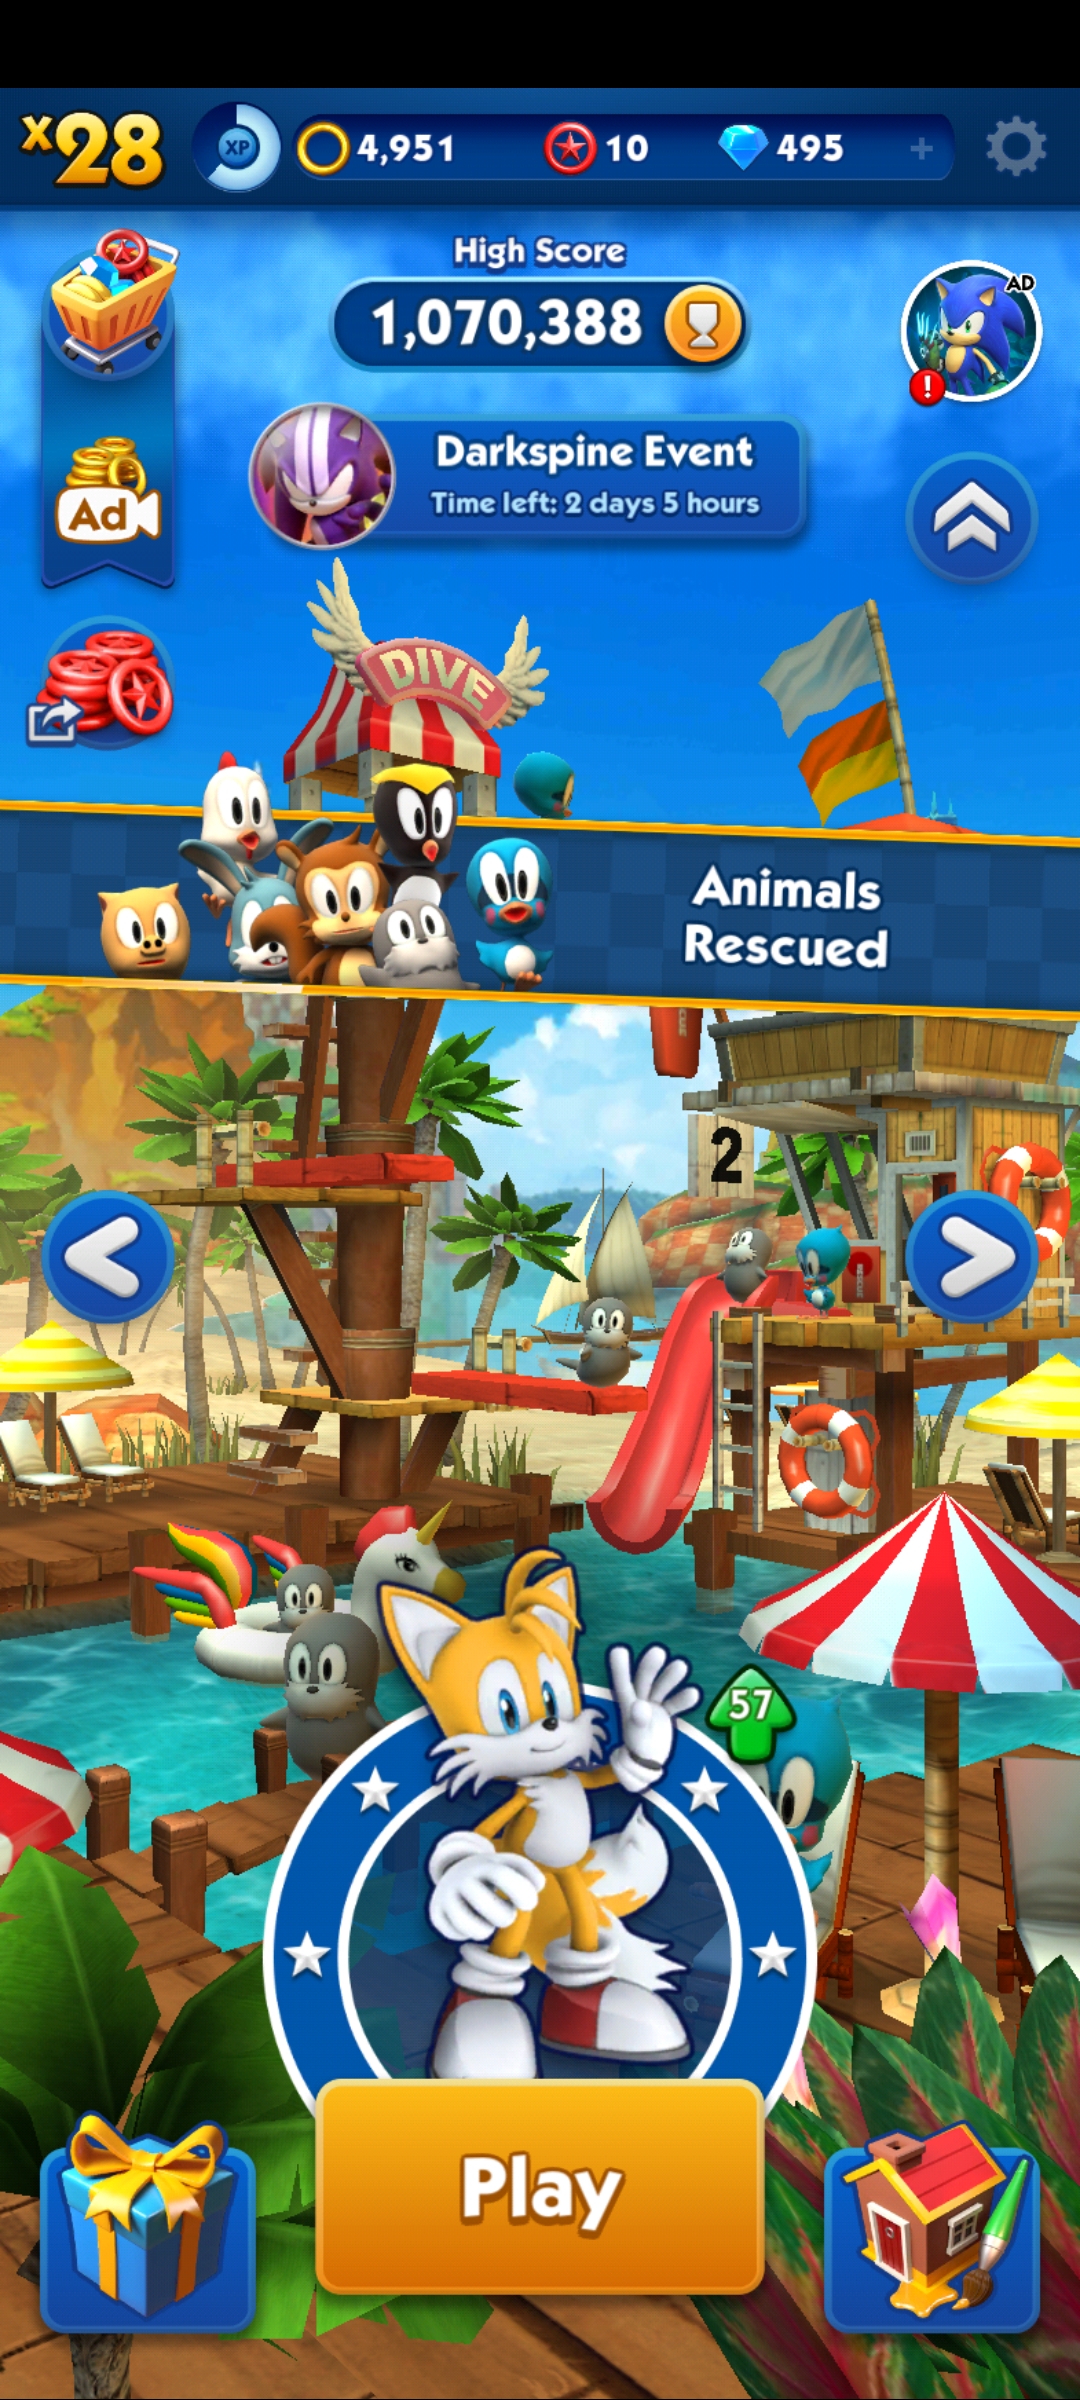 x28
XP
4,951
10
495
+
High Score
1,070,388
AD
!
Darkspine Event
Time left: 2 days 5 hours
Ad
DIVE
Animals
Rescued
2
57
Play